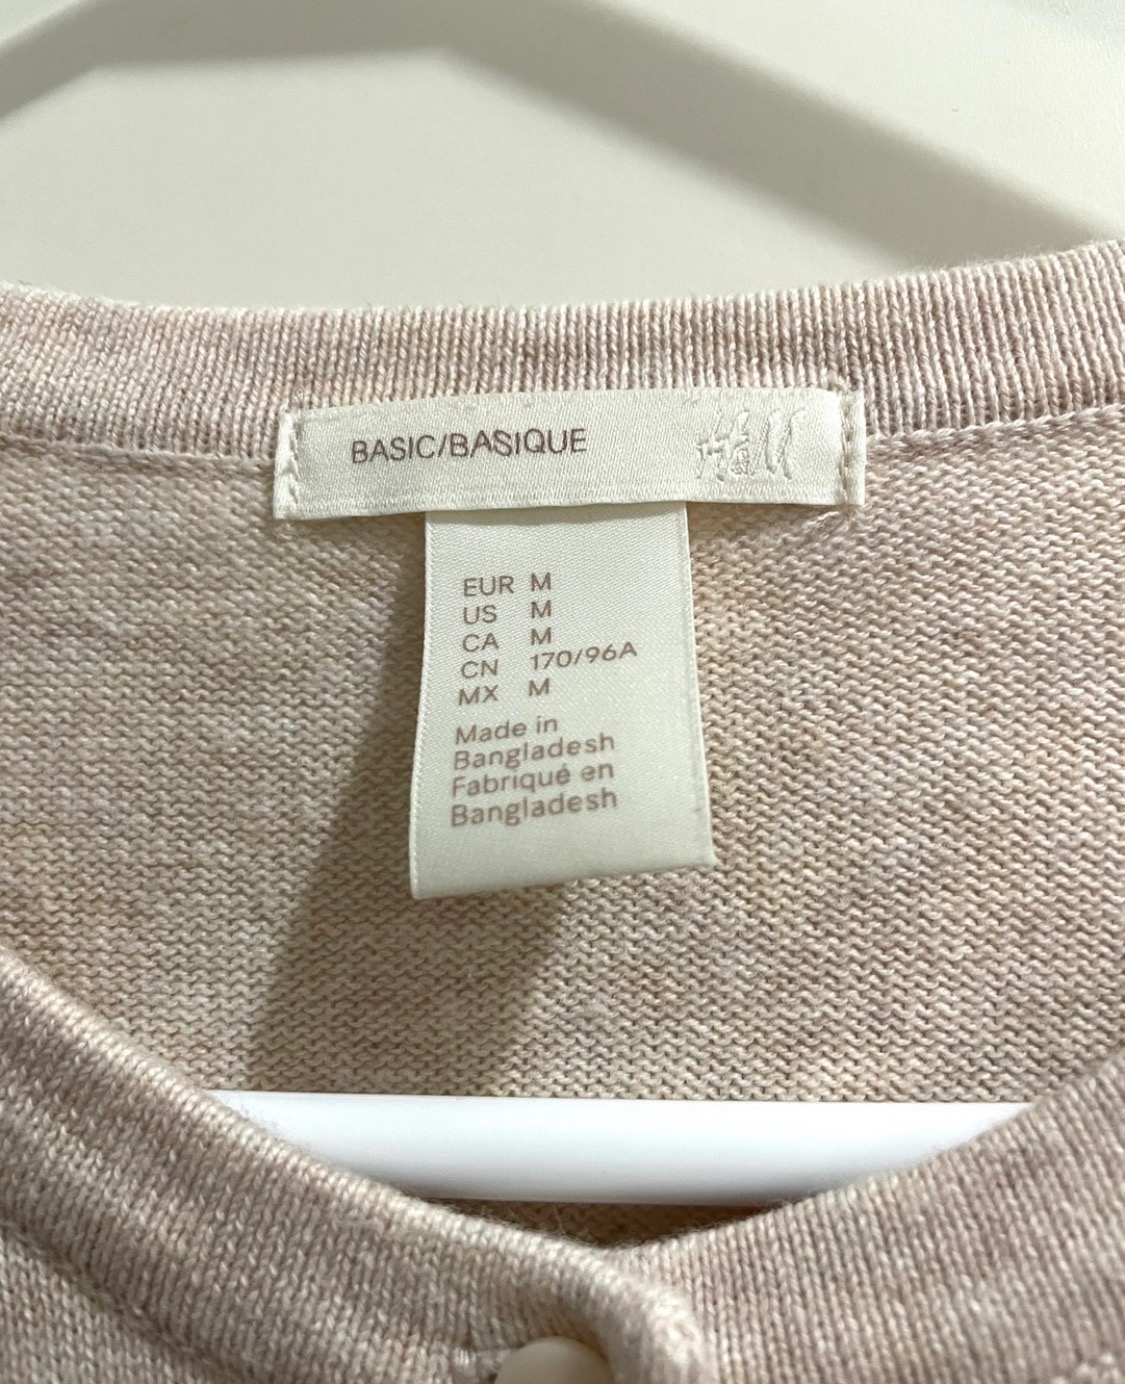 BASIC/BASIQUE H&M
EUR M
US M
CA M
CN 170/96A
MX M
Made in
Bangladesh
Fabriqué en
Bangladesh